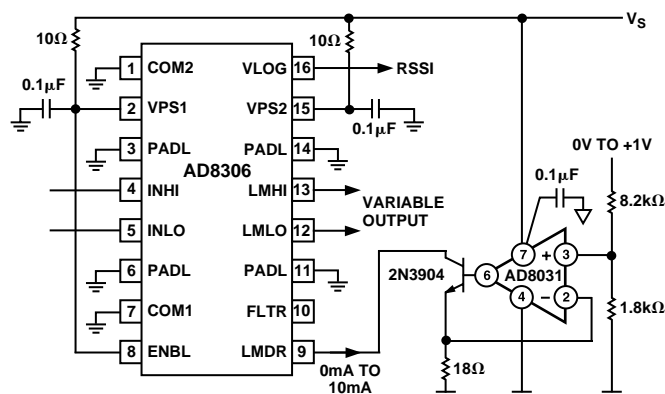 VS
10Ω
10Ω
1 COM2 VLOG 16 RSSI
0.1µF
2 VPS1 VPS2 15
0.1µF
0V TO +1V
3 PADL PADL 14
AD8306
0.1µF
8.2kΩ
4 INHI LMHI 13 VARIABLE
OUTPUT
5 INLO LMLO 12
7 + 3
2N3904 6 AD8031
6 PADL PADL 11
4 − 2
1.8kΩ
7 COM1 FLTR 10
8 ENBL LMDR 9
0mA TO
10mA
18Ω